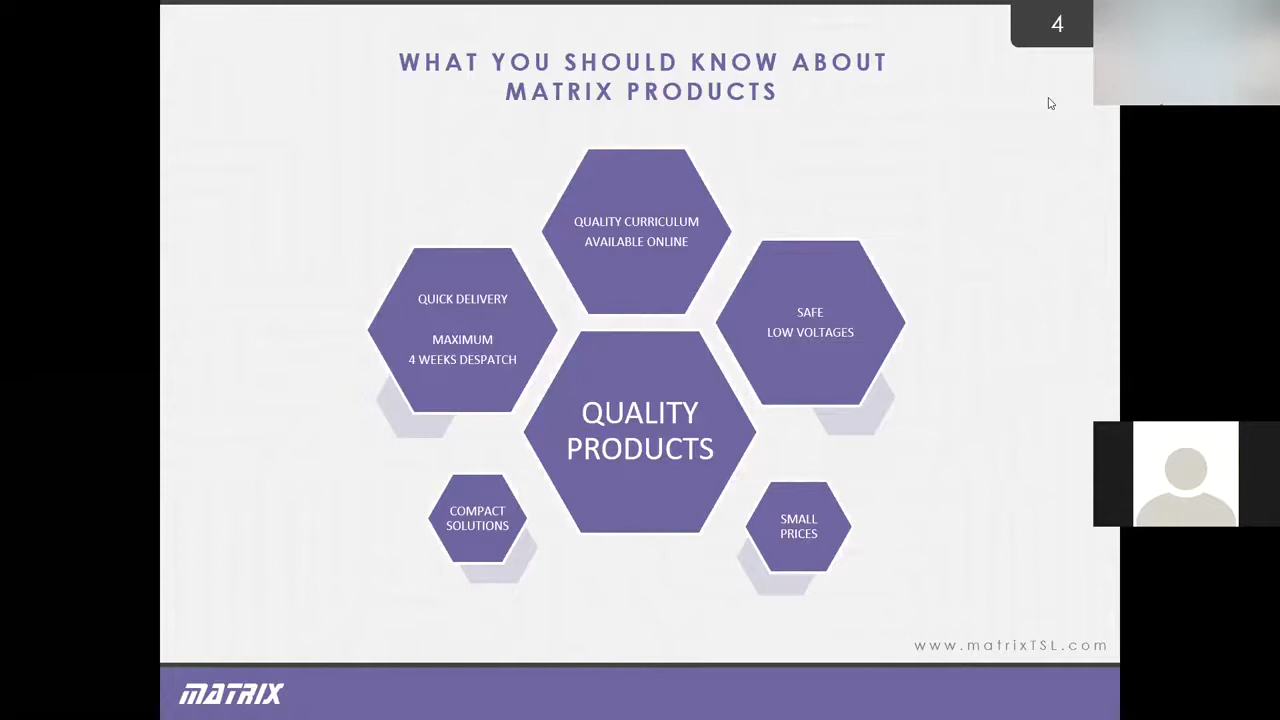 4
WHAT YOU SHOULD KNOW ABOUT
MATRIX PRODUCTS
QUALITY CURRICULUM
AVAILABLE ONLINE
QUICK DELIVERY
MAXIMUM
4 WEEKS DESPATCH
SAFE
LOW VOLTAGES
QUALITY
PRODUCTS
COMPACT
SOLUTIONS
SMALL
PRICES
www.matrixTSL.com
MATRIX